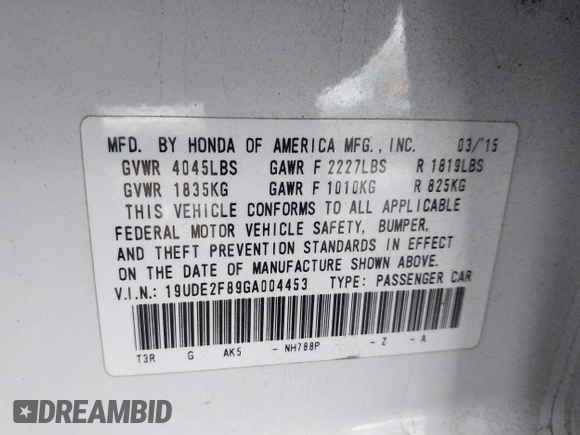 MFD. BY HONDA OF AMERICA MFG., INC. 03/'15
GVWR 4045LBS GAWR F 2227LBS R 1819LBS
GVWR 1835KG GAWR F 1010KG R 825KG
THIS VEHICLE CONFORMS TO ALL APPLICABLE
FEDERAL MOTOR VEHICLE SAFETY, BUMPER,
AND THEFT PREVENTION STANDARDS IN EFFECT
ON THE DATE OF MANUFACTURE SHOWN ABOVE.
V.I.N.: 19UDE2F89GA004453 TYPE: PASSENGER CAR
T3R G AK5 - NH788P - Z - A
DREAMBID